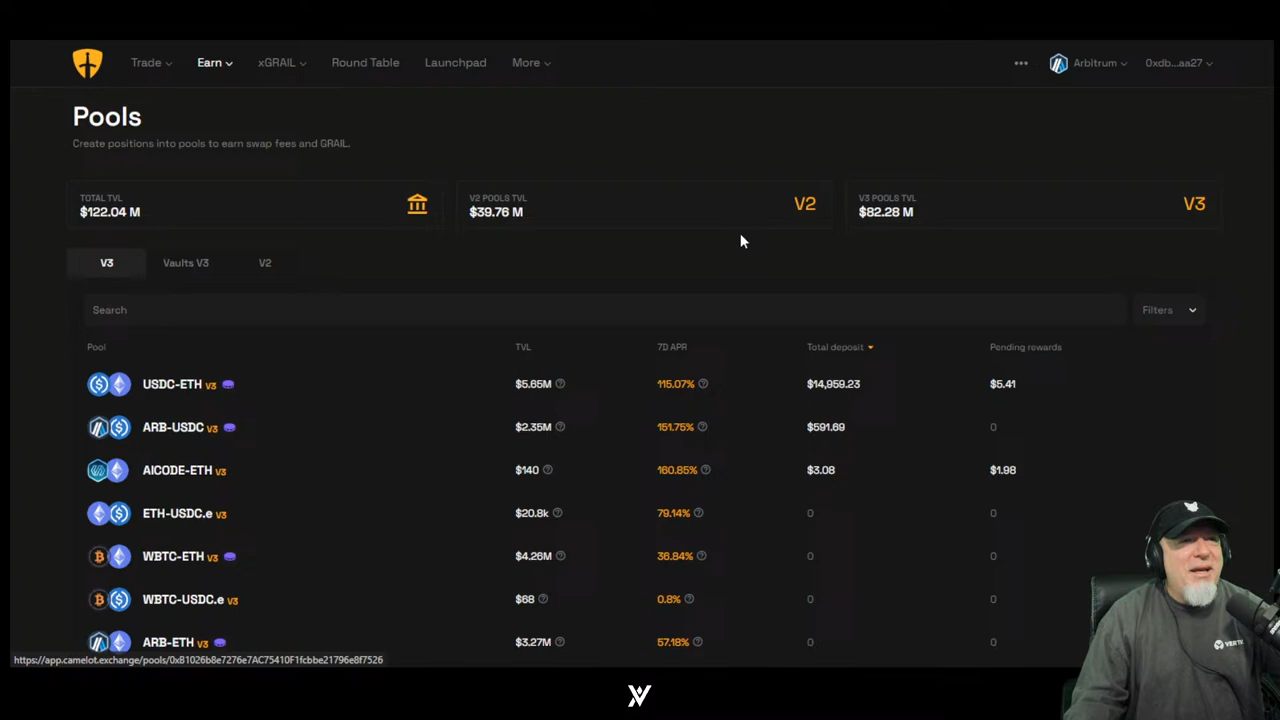 Trade Earn xGRAIL Round Table Launchpad More ••• Arbitrum 0xdb...aa27
Pools
Create positions into pools to earn swap fees and GRAIL.
TOTAL TVL
$122.04 M
V2 POOLS TVL
$39.76 M
V2
V3 POOLS TVL
$82.28 M
V3
V3 Vaults V3 V2
Search Filters
Pool TVL 7D APR Total deposit Pending rewards
USDC-ETH V3 $5.65M 115.07% $14,959.23 $5.41
ARB-USDC V3 $2.35M 151.75% $591.69 0
AICODE-ETH V3 $140 160.85% $3.08 $1.98
ETH-USDC.e V3 $20.8k 79.14% 0 0
WBTC-ETH V3 $4.26M 36.84% 0 0
WBTC-USDC.e V3 $68 0.8% 0 0
ARB-ETH V3 $3.27M 57.18% 0 0
https://app.camelot.exchange/pools/0xB1026b8e7276e7AC75410F1fcbbe21796e8f7526